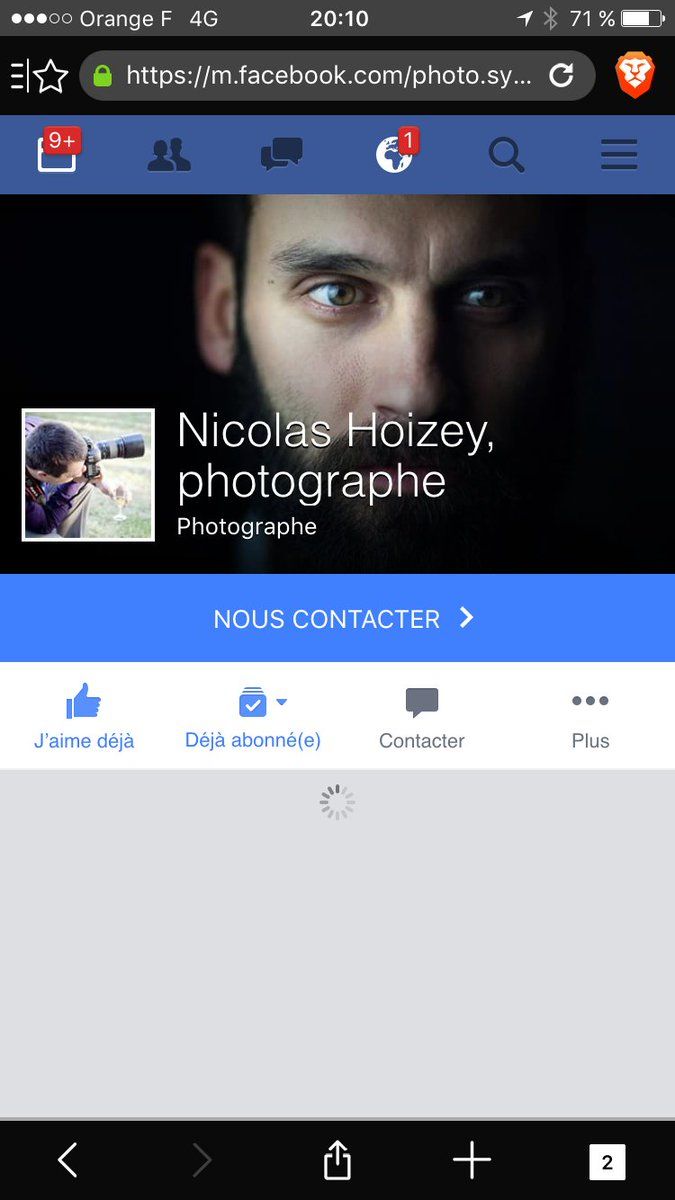 Orange F 4G 20:10 71 %
https://m.facebook.com/photo.sy...
9+ 1
Nicolas Hoizey,
photographe
Photographe
NOUS CONTACTER
J'aime déjà Déjà abonné(e) Contacter Plus
2